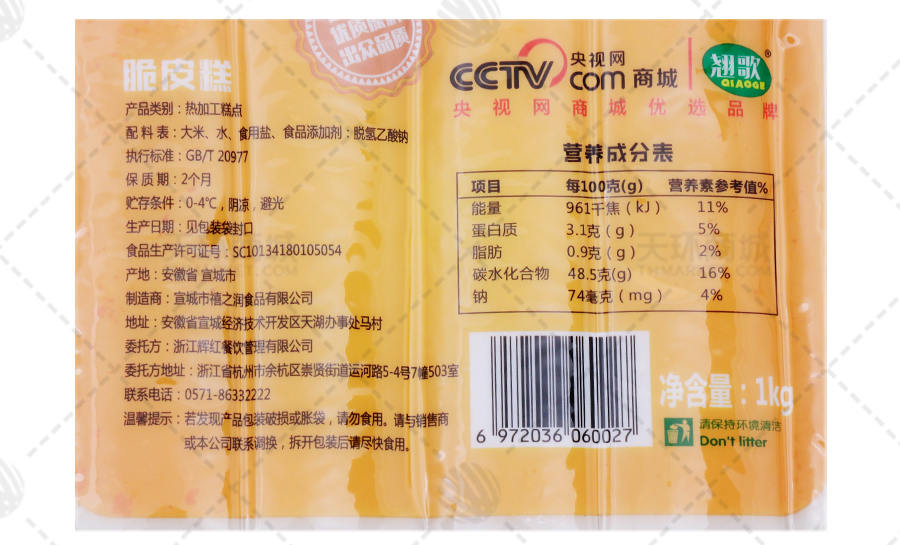 优质原料
出众品质
脆皮糕
产品类别：热加工糕点
配 料 表：大米、水、食用盐、食品添加剂：脱氢乙酸钠
执行标准：GB/T 20977
保 质 期：2个月
贮存条件：0-4℃，阴凉，避光
生产日期：见包装袋封口
食品生产许可证号：SC10134180105054
产地：安徽省 宣城市
制造商：宣城市禧之润食品有限公司
地址：安徽省宣城经济技术开发区天湖办事处马村
委托方：浙江辉红餐饮管理有限公司
委托方地址：浙江省杭州市余杭区崇贤街道运河路5-4号7幢503室
联系电话：0571-86332222
温馨提示：若发现产品包装破损或胀袋，请勿食用。请与销售商
或本公司联系调换，拆开包装后请尽快食用。
CCTV 央视网 com 商城 翘歌® QIAOGE
央视网商城优选品牌
营养成分表
项目 每100克(g) 营养素参考值%
能量 961千焦（kJ） 11%
蛋白质 3.1克（g） 5%
脂肪 0.9克（g） 2%
碳水化合物 48.5克(g) 16%
钠 74毫克（mg） 4%
天环商城
6 972036 060027
净含量：1kg
请保持环境清洁
Don't litter